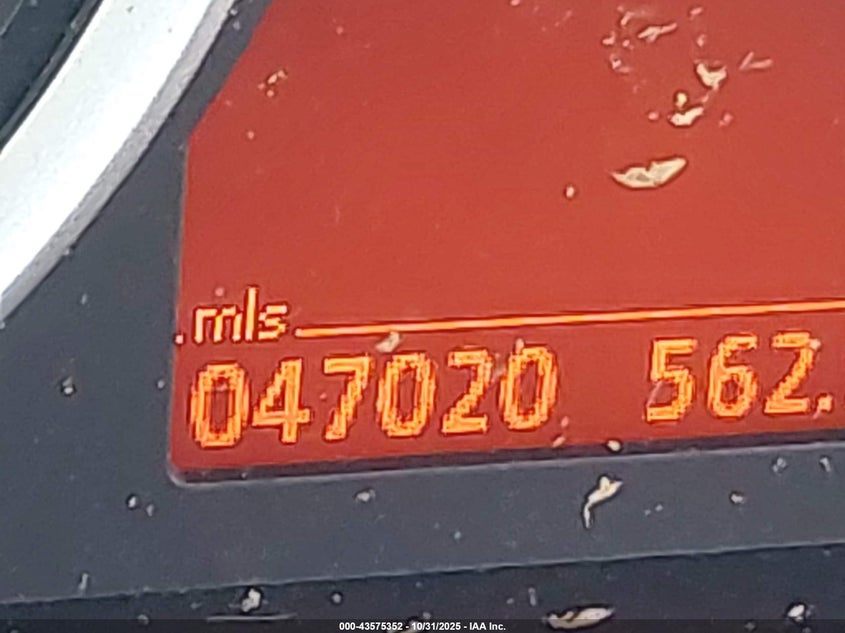 mls
047020 562.
000-43575352 - 10/31/2025 - IAA Inc.